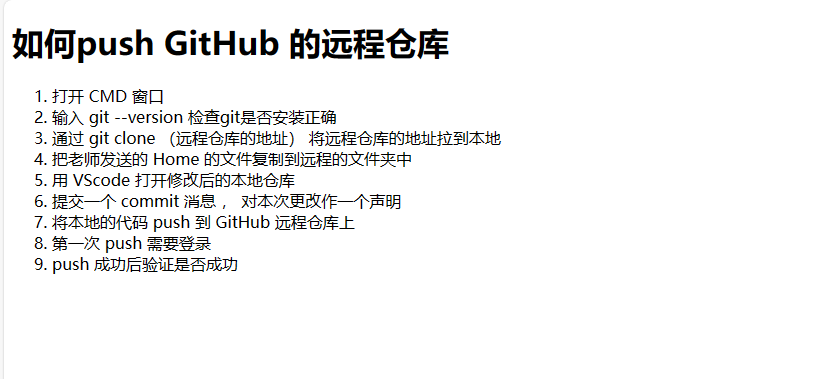 如何push GitHub 的远程仓库
1. 打开 CMD 窗口
2. 输入 git --version 检查git是否安装正确
3. 通过 git clone （远程仓库的地址） 将远程仓库的地址拉到本地
4. 把老师发送的 Home 的文件复制到远程的文件夹中
5. 用 VScode 打开修改后的本地仓库
6. 提交一个 commit 消息 ， 对本次更改作一个声明
7. 将本地的代码 push 到 GitHub 远程仓库上
8. 第一次 push 需要登录
9. push 成功后验证是否成功